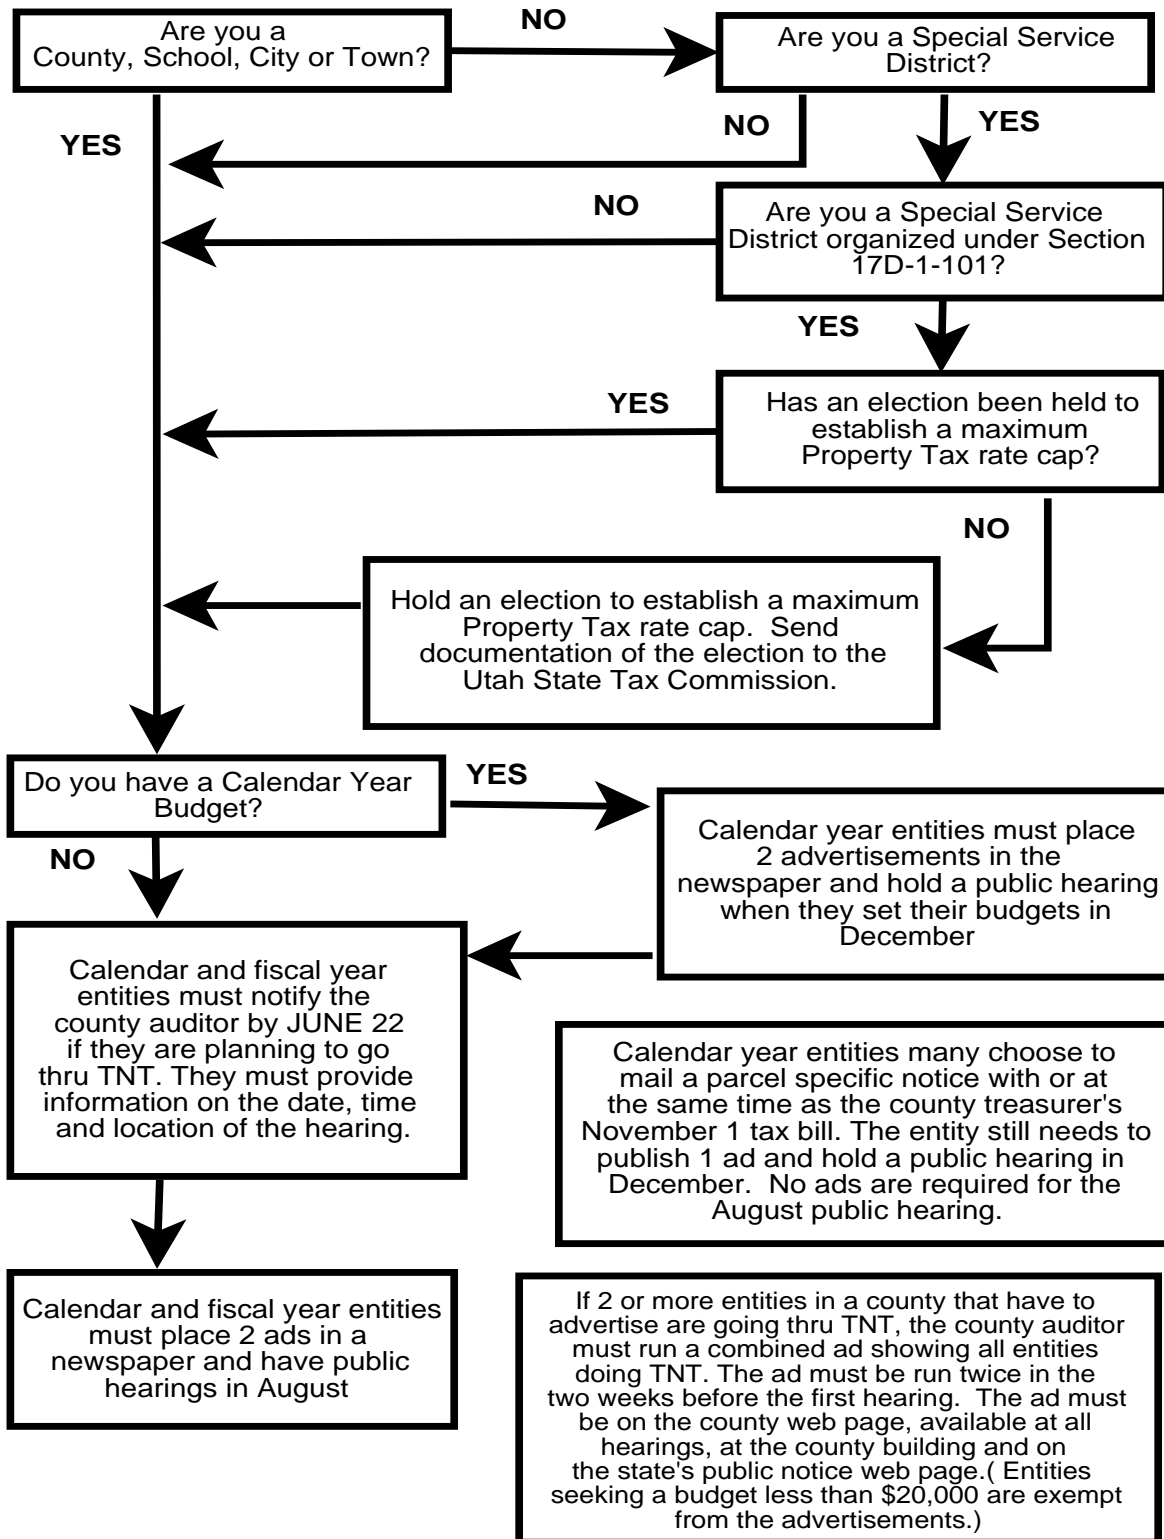 Are you a
County, School, City or Town?
NO
Are you a Special Service
District?
YES
NO
YES
NO
Are you a Special Service
District organized under Section
17D-1-101?
YES
YES
Has an election been held to
establish a maximum
Property Tax rate cap?
NO
Hold an election to establish a maximum
Property Tax rate cap.  Send
documentation of the election to the
Utah State Tax Commission.
Do you have a Calendar Year
Budget?
YES
NO
Calendar year entities must place
2 advertisements in the
newspaper and hold a public hearing
when they set their budgets in
December
Calendar and fiscal year
entities must notify the
county auditor by JUNE 22
if they are planning to go
thru TNT. They must provide
information on the date, time
and location of the hearing.
Calendar year entities many choose to
mail a parcel specific notice with or at
the same time as the county treasurer's
November 1 tax bill. The entity still needs to
publish 1 ad and hold a public hearing in
December.  No ads are required for the
August public hearing.
Calendar and fiscal year entities
must place 2 ads in a
newspaper and have public
hearings in August
If 2 or more entities in a county that have to
advertise are going thru TNT, the county auditor
must run a combined ad showing all entities
doing TNT. The ad must be run twice in the
two weeks before the first hearing.  The ad must
be on the county web page, available at all
hearings, at the county building and on
the state's public notice web page.( Entities
seeking a budget less than $20,000 are exempt
from the advertisements.)